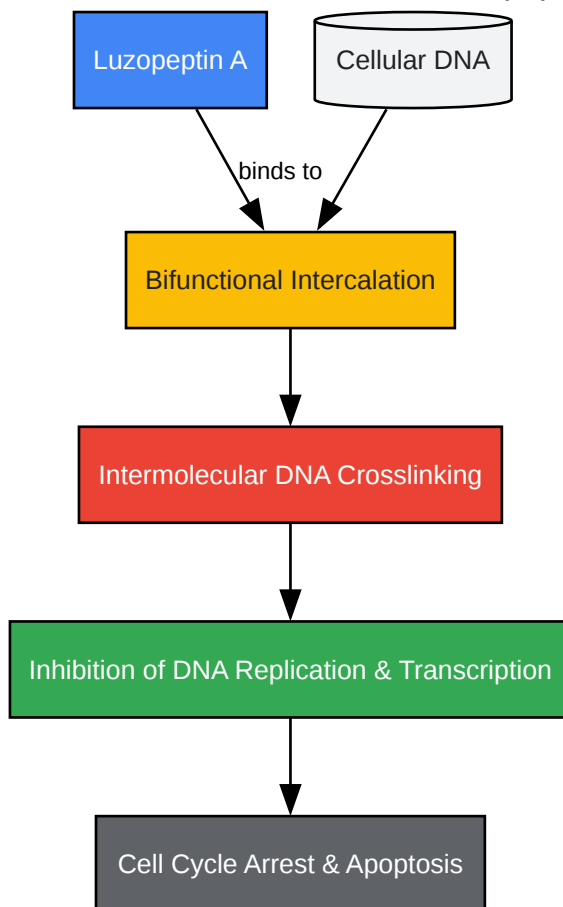 Luzopeptin A
Cellular DNA
binds to
Bifunctional Intercalation
Intermolecular DNA Crosslinking
Inhibition of DNA Replication & Transcription
Cell Cycle Arrest & Apoptosis